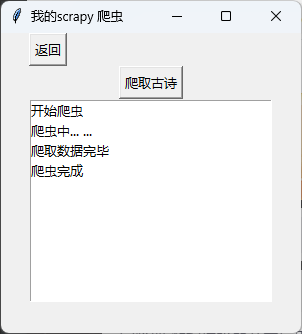 我的scrapy 爬虫
返回
爬取古诗
开始爬虫
爬虫中... ...
爬取数据完毕
爬虫完成